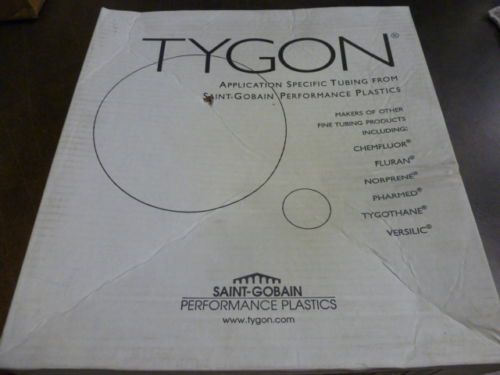 TYGON®
APPLICATION SPECIFIC TUBING FROM
SAINT-GOBAIN PERFORMANCE PLASTICS
MAKERS OF OTHER
FINE TUBING PRODUCTS
INCLUDING:
CHEMFLUOR®
FLURAN®
NORPRENE®
PHARMED®
TYGOTHANE®
VERSILIC®
SAINT-GOBAIN
PERFORMANCE PLASTICS
www.tygon.com